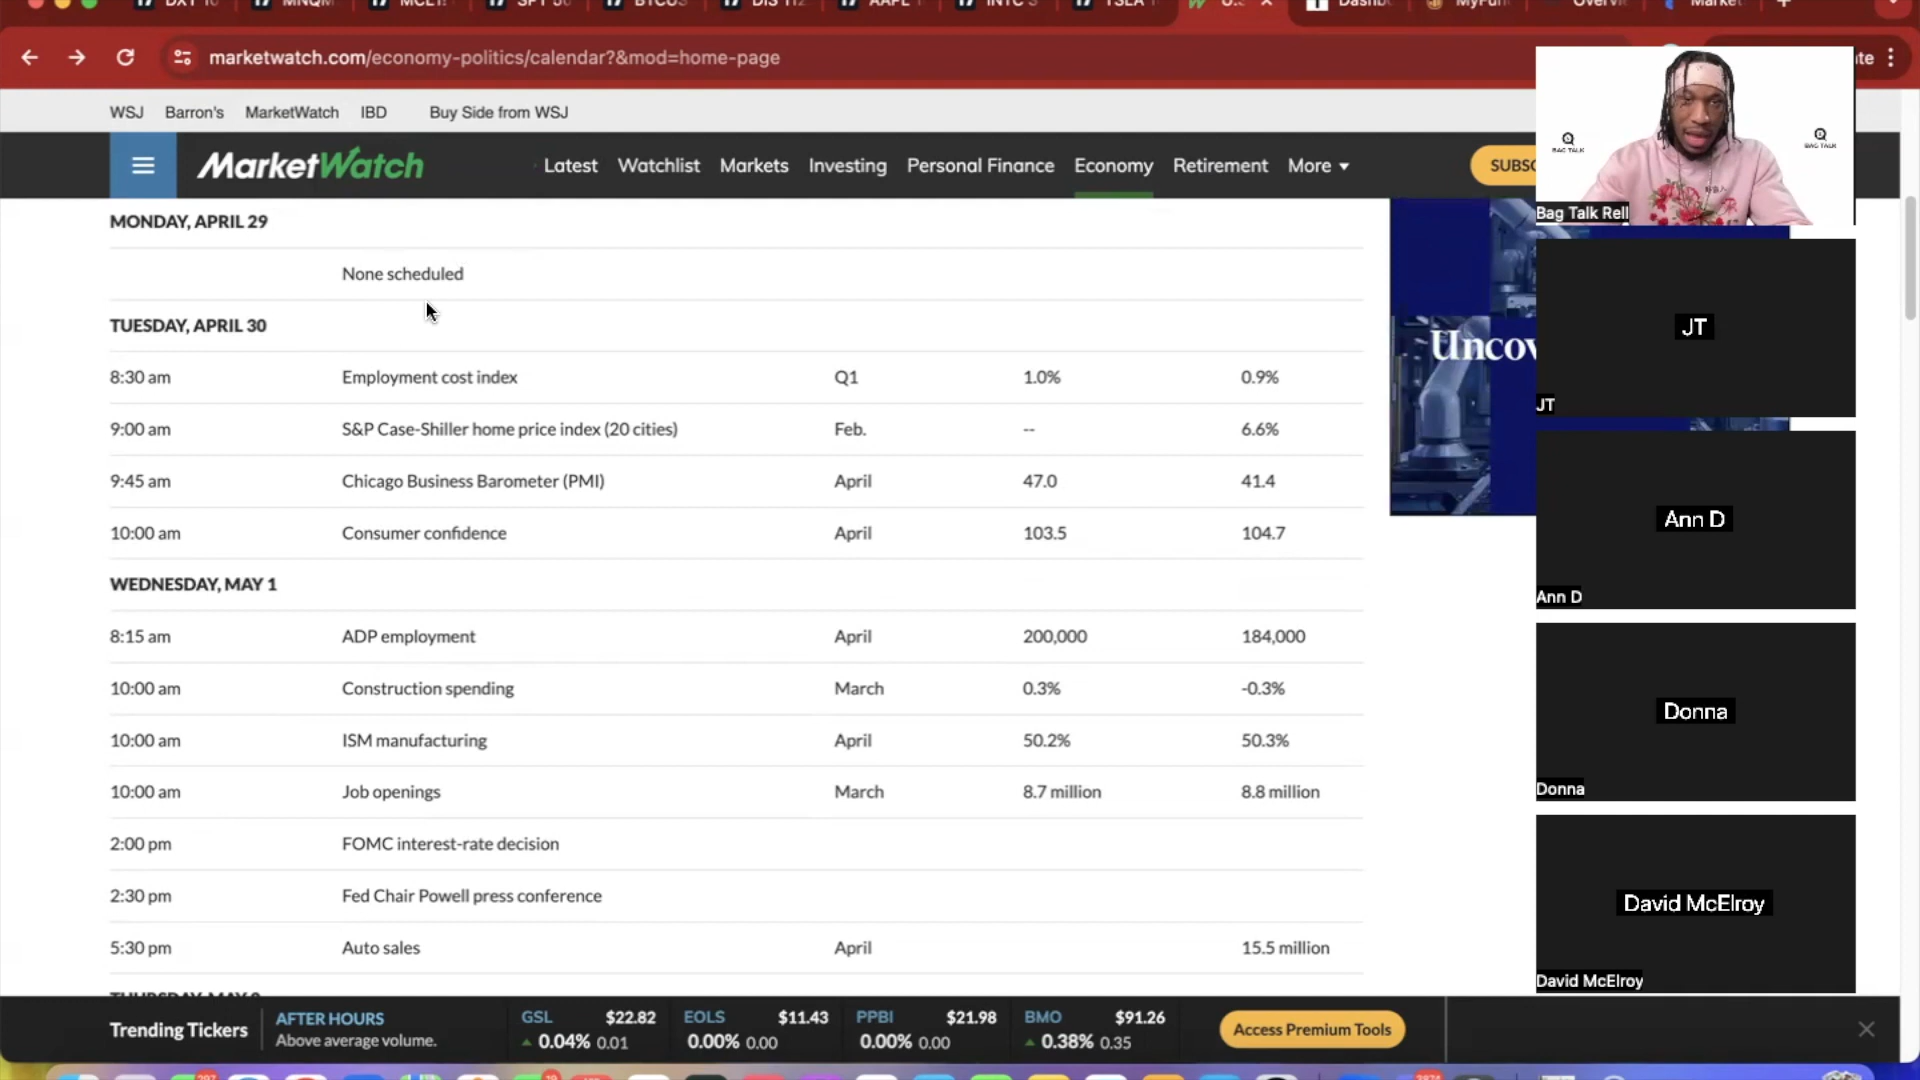 marketwatch.com/economy-politics/calendar?&mod=home-page
WSJ Barron's MarketWatch IBD Buy Side from WSJ
MarketWatch Latest Watchlist Markets Investing Personal Finance Economy Retirement More
BAG TALK BAG TALK
Bag Talk Rell
MONDAY, APRIL 29
None scheduled
TUESDAY, APRIL 30
8:30 am Employment cost index Q1 1.0% 0.9%
9:00 am S&P Case-Shiller home price index (20 cities) Feb. -- 6.6%
9:45 am Chicago Business Barometer (PMI) April 47.0 41.4
10:00 am Consumer confidence April 103.5 104.7
WEDNESDAY, MAY 1
8:15 am ADP employment April 200,000 184,000
10:00 am Construction spending March 0.3% -0.3%
10:00 am ISM manufacturing April 50.2% 50.3%
10:00 am Job openings March 8.7 million 8.8 million
2:00 pm FOMC interest-rate decision
2:30 pm Fed Chair Powell press conference
5:30 pm Auto sales April 15.5 million
JT
JT
Ann D
Ann D
Donna
Donna
David McElroy
David McElroy
Trending Tickers
AFTER HOURS
Above average volume.
GSL $22.82
0.04% 0.01
EOLS $11.43
0.00% 0.00
PPBI $21.98
0.00% 0.00
BMO $91.26
0.38% 0.35
Access Premium Tools